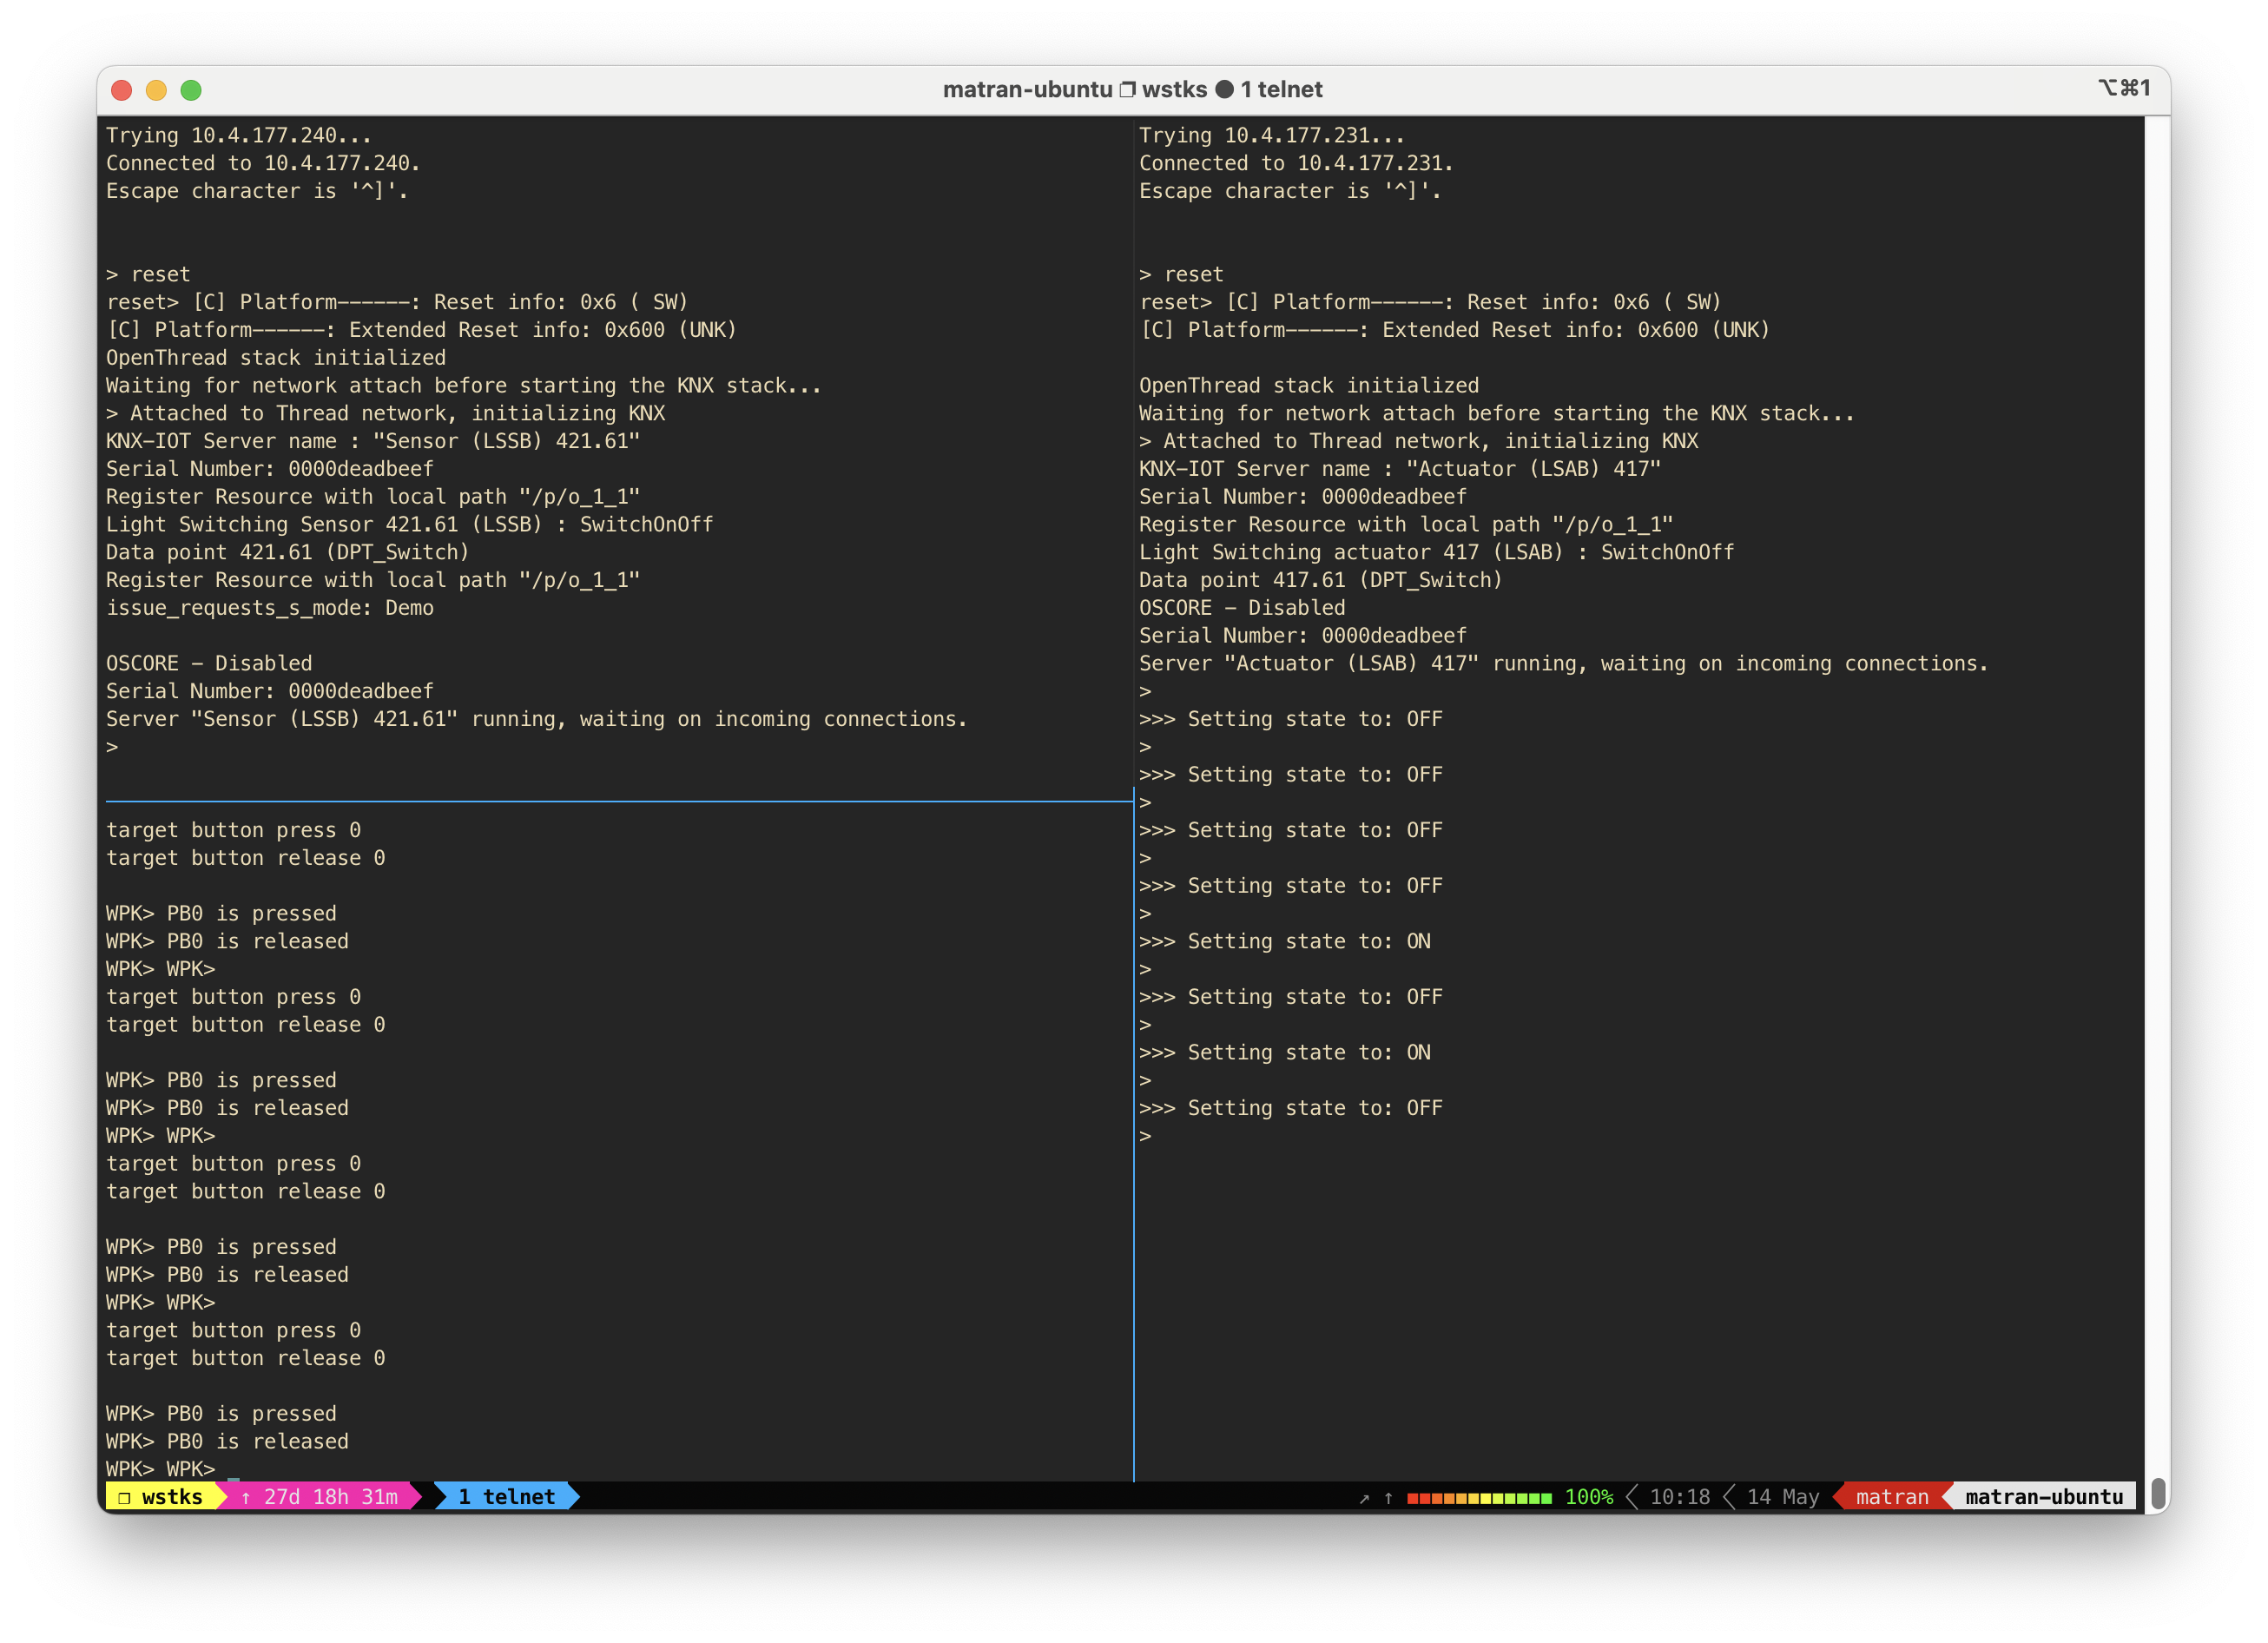 matran-ubuntu ❐ wstks ● 1 telnet
⌥⌘1
Trying 10.4.177.240...
Connected to 10.4.177.240.
Escape character is '^]'.
> reset
reset> [C] Platform------: Reset info: 0x6 ( SW)
[C] Platform------: Extended Reset info: 0x600 (UNK)
OpenThread stack initialized
Waiting for network attach before starting the KNX stack...
> Attached to Thread network, initializing KNX
KNX-IOT Server name : "Sensor (LSSB) 421.61"
Serial Number: 0000deadbeef
Register Resource with local path "/p/o_1_1"
Light Switching Sensor 421.61 (LSSB) : SwitchOnOff
Data point 421.61 (DPT_Switch)
Register Resource with local path "/p/o_1_1"
issue_requests_s_mode: Demo
OSCORE - Disabled
Serial Number: 0000deadbeef
Server "Sensor (LSSB) 421.61" running, waiting on incoming connections.
>
target button press 0
target button release 0
WPK> PB0 is pressed
WPK> PB0 is released
WPK> WPK>
target button press 0
target button release 0
WPK> PB0 is pressed
WPK> PB0 is released
WPK> WPK>
target button press 0
target button release 0
WPK> PB0 is pressed
WPK> PB0 is released
WPK> WPK>
target button press 0
target button release 0
WPK> PB0 is pressed
WPK> PB0 is released
WPK> WPK>
Trying 10.4.177.231...
Connected to 10.4.177.231.
Escape character is '^]'.
> reset
reset> [C] Platform------: Reset info: 0x6 ( SW)
[C] Platform------: Extended Reset info: 0x600 (UNK)
OpenThread stack initialized
Waiting for network attach before starting the KNX stack...
> Attached to Thread network, initializing KNX
KNX-IOT Server name : "Actuator (LSAB) 417"
Serial Number: 0000deadbeef
Register Resource with local path "/p/o_1_1"
Light Switching actuator 417 (LSAB) : SwitchOnOff
Data point 417.61 (DPT_Switch)
OSCORE - Disabled
Serial Number: 0000deadbeef
Server "Actuator (LSAB) 417" running, waiting on incoming connections.
>
>>> Setting state to: OFF
>
>>> Setting state to: OFF
>
>>> Setting state to: OFF
>
>>> Setting state to: OFF
>
>>> Setting state to: ON
>
>>> Setting state to: OFF
>
>>> Setting state to: ON
>
>>> Setting state to: OFF
>
❐ wstks ↑ 27d 18h 31m 1 telnet ↗ ↑ 100% 10:18 14 May matran matran-ubuntu